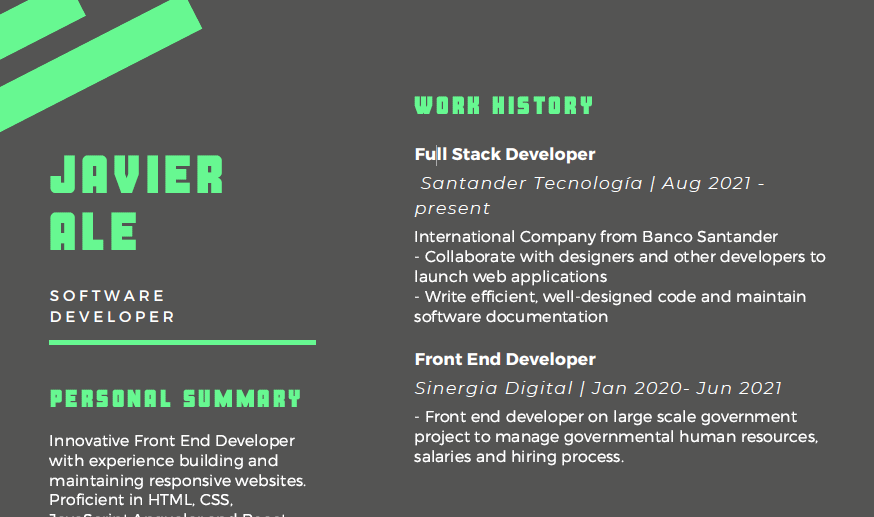 JAVIER
ALE
SOFTWARE
DEVELOPER
PERSONAL SUMMARY
Innovative Front End Developer
with experience building and
maintaining responsive websites.
Proficient in HTML, CSS,
WORK HISTORY
Full Stack Developer
Santander Tecnología | Aug 2021 -
present
International Company from Banco Santander
- Collaborate with designers and other developers to
launch web applications
- Write efficient, well-designed code and maintain
software documentation
Front End Developer
Sinergia Digital | Jan 2020- Jun 2021
- Front end developer on large scale government
project to manage governmental human resources,
salaries and hiring process.